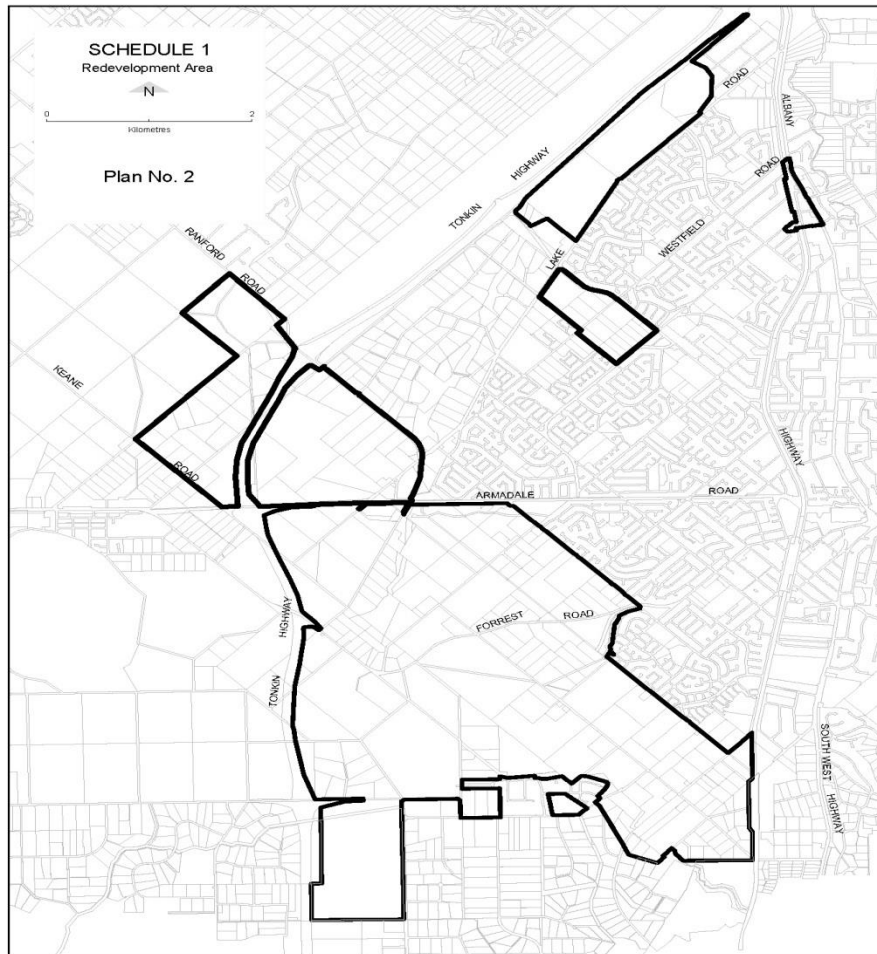 SCHEDULE 1
Redevelopment Area
N
0 2
Kilometres
Plan No. 2
ROAD
ALBANY
HIGHWAY
TONKIN
ROAD
WESTFIELD
LAKE
RANFORD
ROAD
KEANE
ROAD
HIGHWAY
ARMADALE ROAD
FORREST ROAD
HIGHWAY
TONKIN
SOUTH WEST
HIGHWAY